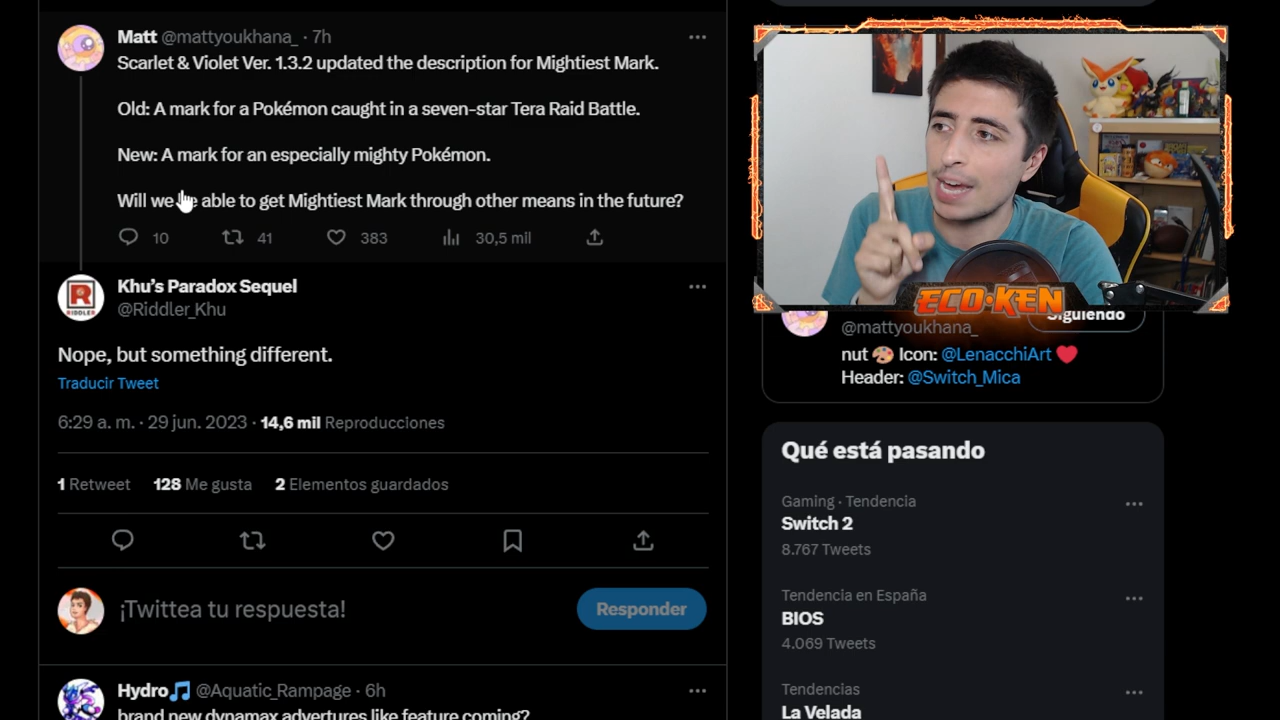 Matt @mattyoukhana_ · 7h
Scarlet & Violet Ver. 1.3.2 updated the description for Mightiest Mark.
Old: A mark for a Pokémon caught in a seven-star Tera Raid Battle.
New: A mark for an especially mighty Pokémon.
Will we be able to get Mightiest Mark through other means in the future?
10 41 383 30,5 mil
Khu's Paradox Sequel
@Riddler_Khu
R
RIDDLER
Nope, but something different.
Traducir Tweet
6:29 a. m. · 29 jun. 2023 · 14,6 mil Reproducciones
1 Retweet 128 Me gusta 2 Elementos guardados
¡Twittea tu respuesta!
Responder
Hydro🎵 @Aquatic_Rampage · 6h
brand new dynamax advertures like feature coming?
ECO·KEN
Siguiendo
@mattyoukhana_
nut 🎨 Icon: @LenacchiArt ❤️
Header: @Switch_Mica
Qué está pasando
Gaming · Tendencia
Switch 2
8.767 Tweets
Tendencia en España
BIOS
4.069 Tweets
Tendencias
La Velada